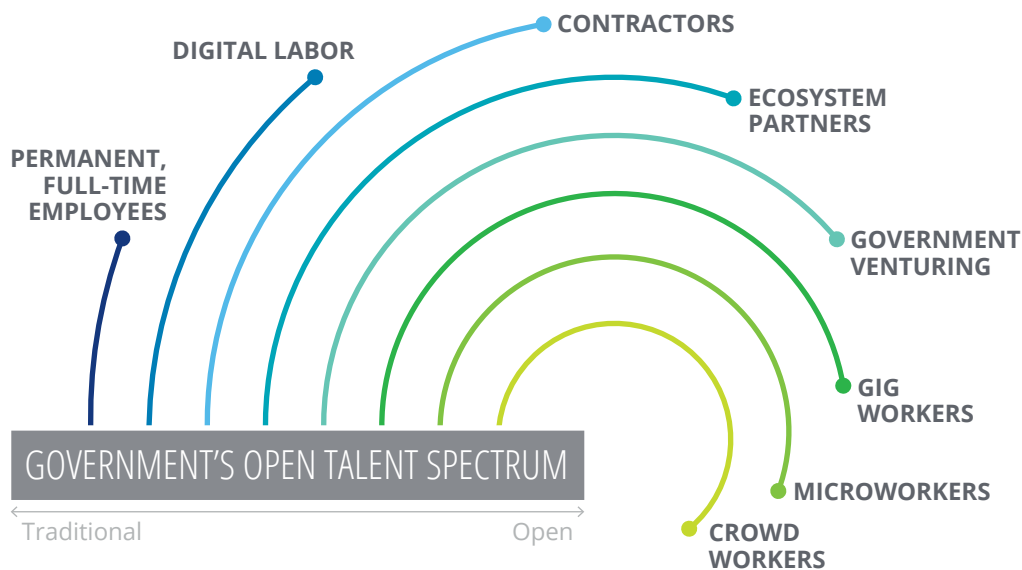 CONTRACTORS
DIGITAL LABOR
ECOSYSTEM
PARTNERS
PERMANENT,
FULL-TIME
EMPLOYEES
GOVERNMENT
VENTURING
GIG
WORKERS
GOVERNMENT’S OPEN TALENT SPECTRUM
MICROWORKERS
Traditional
Open
CROWD
WORKERS